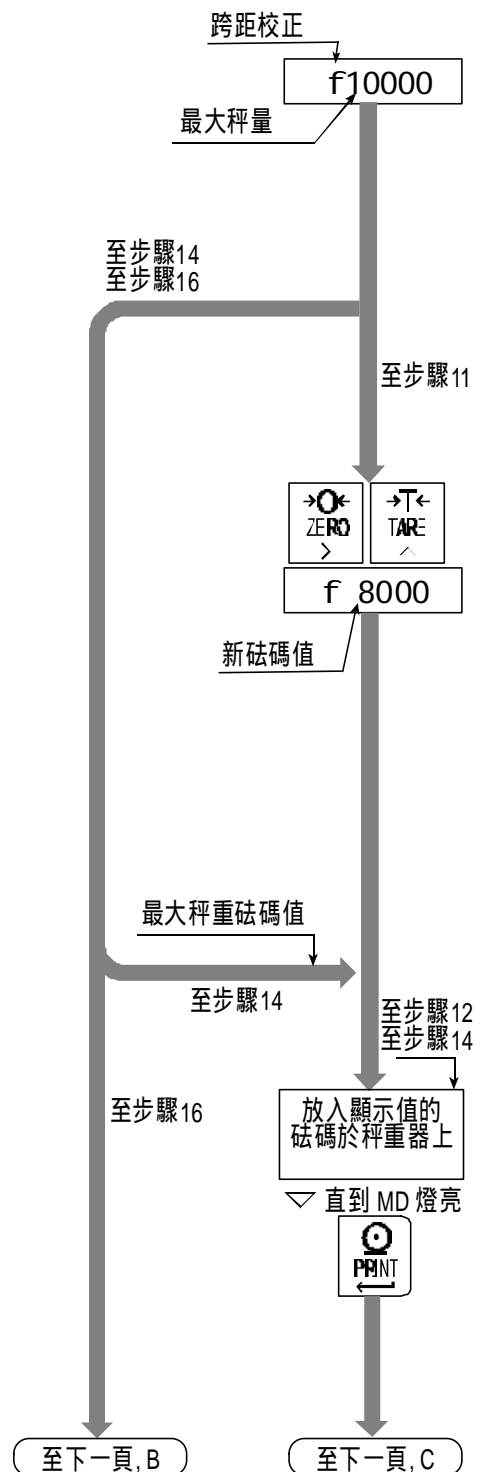 跨距校正
f10000
最大秤量
至步驟14
至步驟16
至步驟11
→0←
ZERO
>
→T←
TARE
^
f 8000
新砝碼值
最大秤重砝碼值
至步驟14
至步驟12
至步驟14
至步驟16
放入顯示值的
砝碼於秤重器上
▽ 直到 MD 燈亮
PRINT
至下一頁, B
至下一頁, C